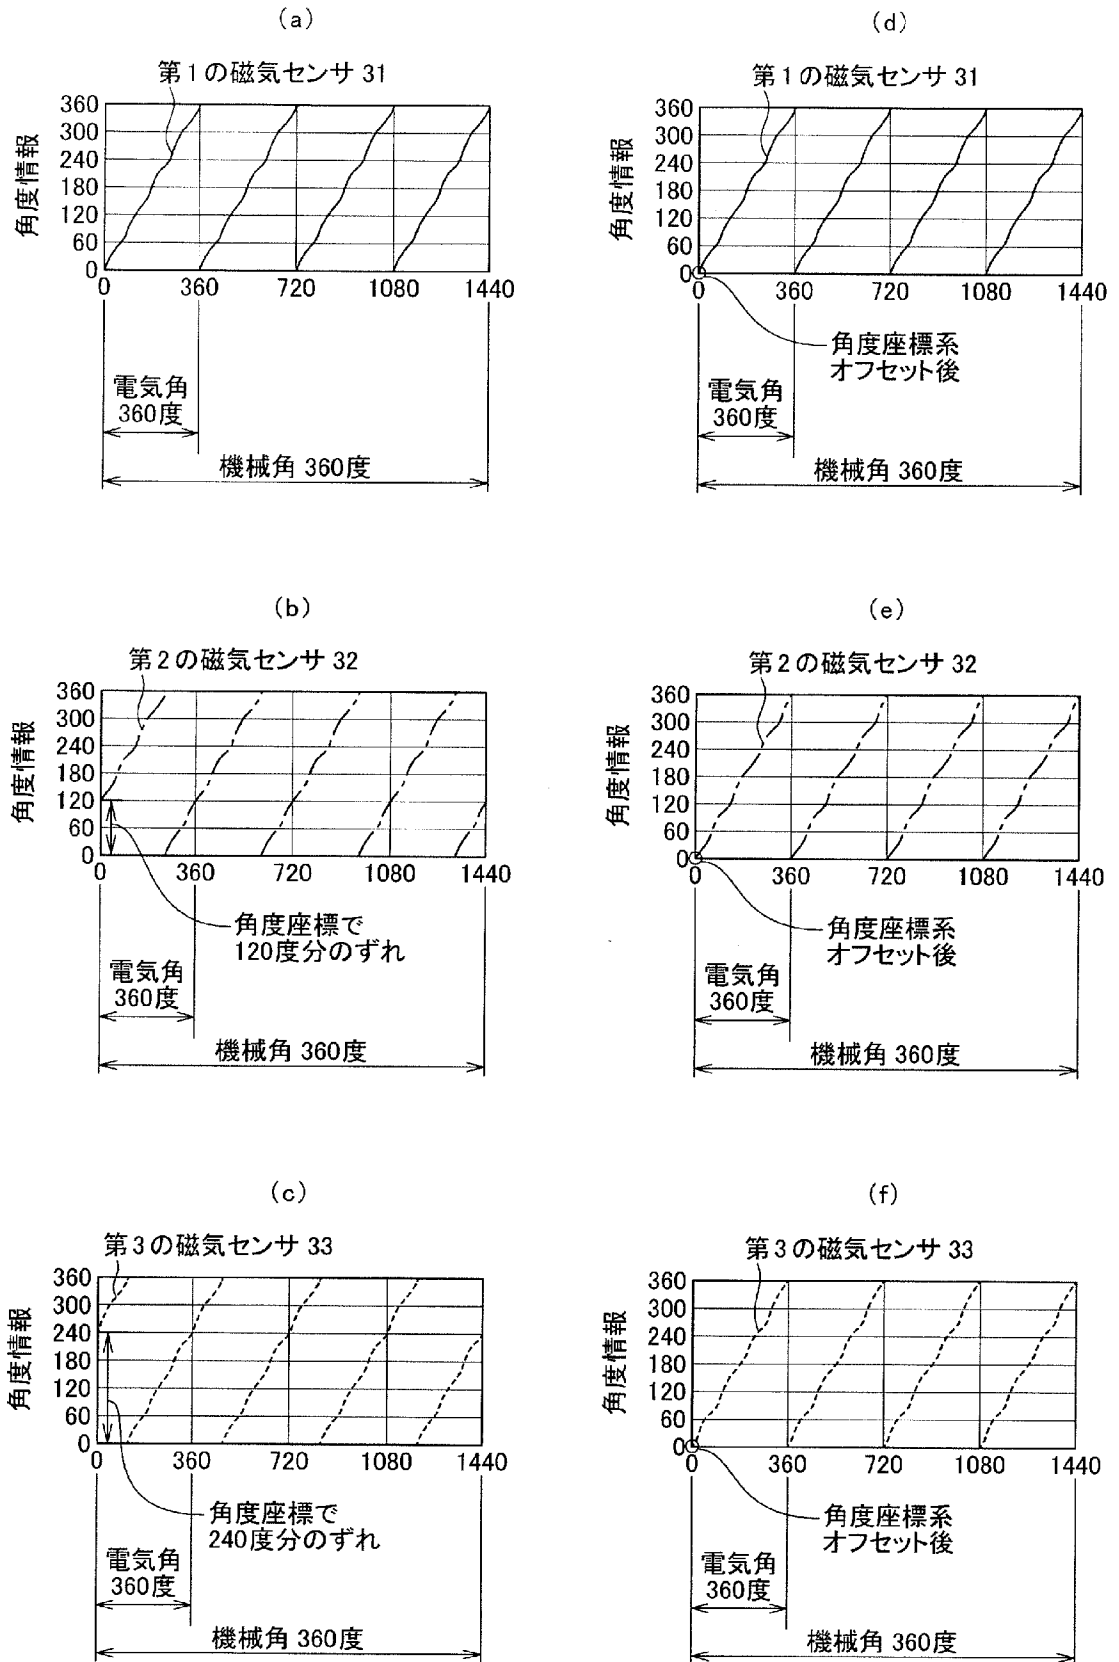 (a)
第1の磁気センサ 31
角度情報
360
300
240
180
120
60
0
0 360 720 1080 1440
電気角
360度
機械角 360度
(d)
第1の磁気センサ 31
角度情報
360
300
240
180
120
60
0
0 360 720 1080 1440
角度座標系
オフセット後
電気角
360度
機械角 360度
(b)
第2の磁気センサ 32
角度情報
360
300
240
180
120
60
0
0 360 720 1080 1440
角度座標で
120度分のずれ
電気角
360度
機械角 360度
(e)
第2の磁気センサ 32
角度情報
360
300
240
180
120
60
0
0 360 720 1080 1440
角度座標系
オフセット後
電気角
360度
機械角 360度
(c)
第3の磁気センサ 33
角度情報
360
300
240
180
120
60
0
0 360 720 1080 1440
角度座標で
240度分のずれ
電気角
360度
機械角 360度
(f)
第3の磁気センサ 33
角度情報
360
300
240
180
120
60
0
0 360 720 1080 1440
角度座標系
オフセット後
電気角
360度
機械角 360度